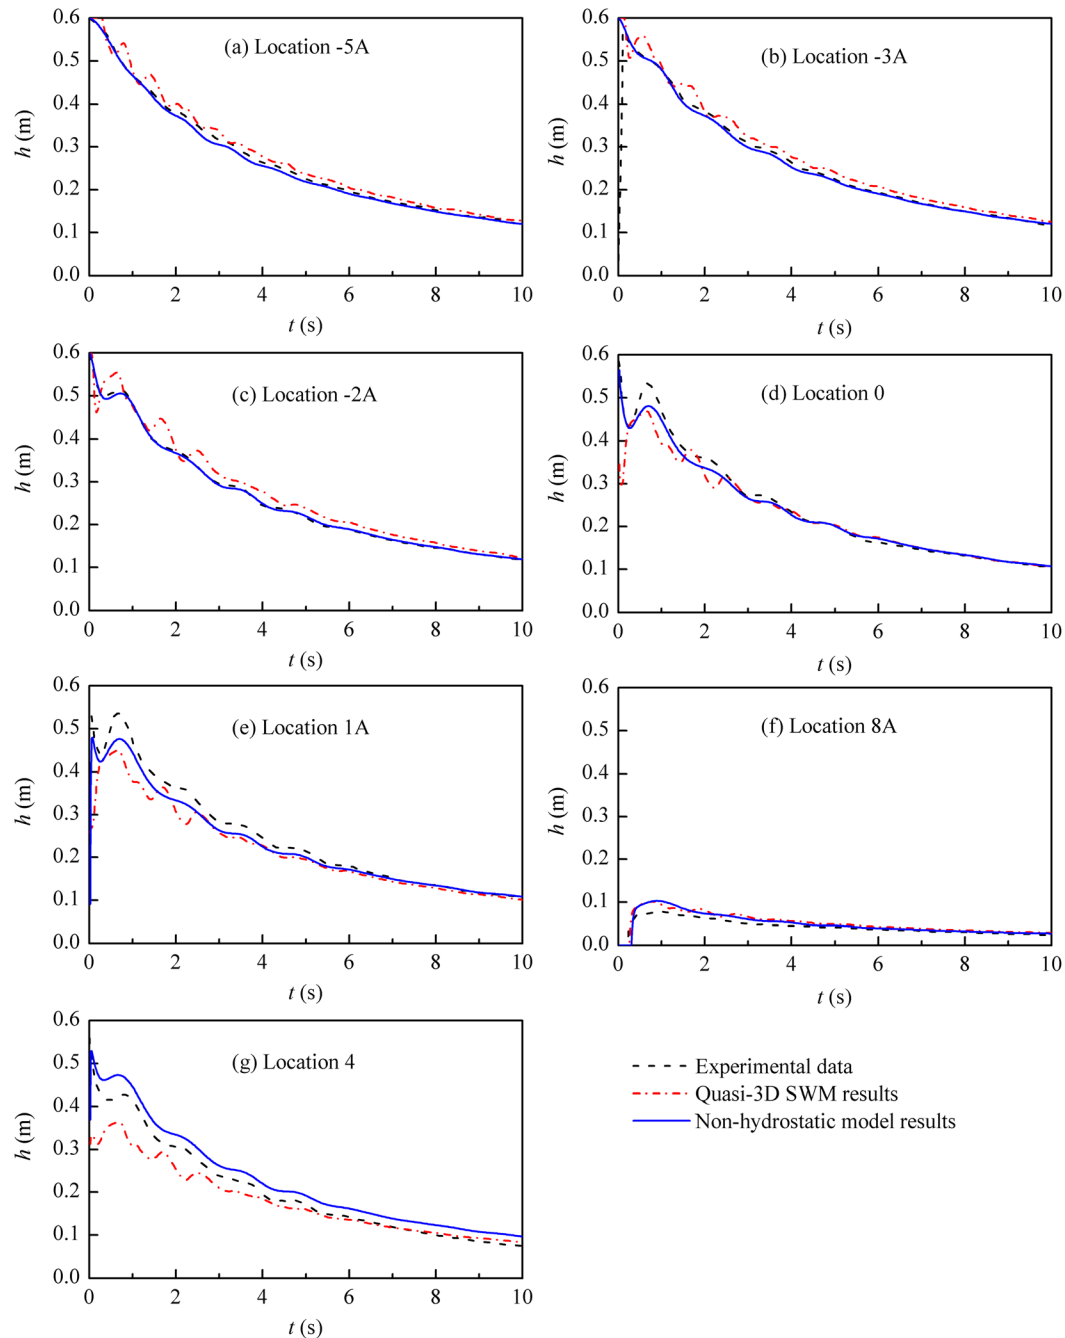 0.6
0.5
0.4
0.3
0.2
0.1
0.0
h (m)
(a) Location -5A
0 2 4 6 8 10
t (s)
0.6
0.5
0.4
0.3
0.2
0.1
0.0
h (m)
(b) Location -3A
0 2 4 6 8 10
t (s)
0.6
0.5
0.4
0.3
0.2
0.1
0.0
h (m)
(c) Location -2A
0 2 4 6 8 10
t (s)
0.6
0.5
0.4
0.3
0.2
0.1
0.0
h (m)
(d) Location 0
0 2 4 6 8 10
t (s)
0.6
0.5
0.4
0.3
0.2
0.1
0.0
h (m)
(e) Location 1A
0 2 4 6 8 10
t (s)
0.6
0.5
0.4
0.3
0.2
0.1
0.0
h (m)
(f) Location 8A
0 2 4 6 8 10
t (s)
0.6
0.5
0.4
0.3
0.2
0.1
0.0
h (m)
(g) Location 4
0 2 4 6 8 10
t (s)
Experimental data
Quasi-3D SWM results
Non-hydrostatic model results